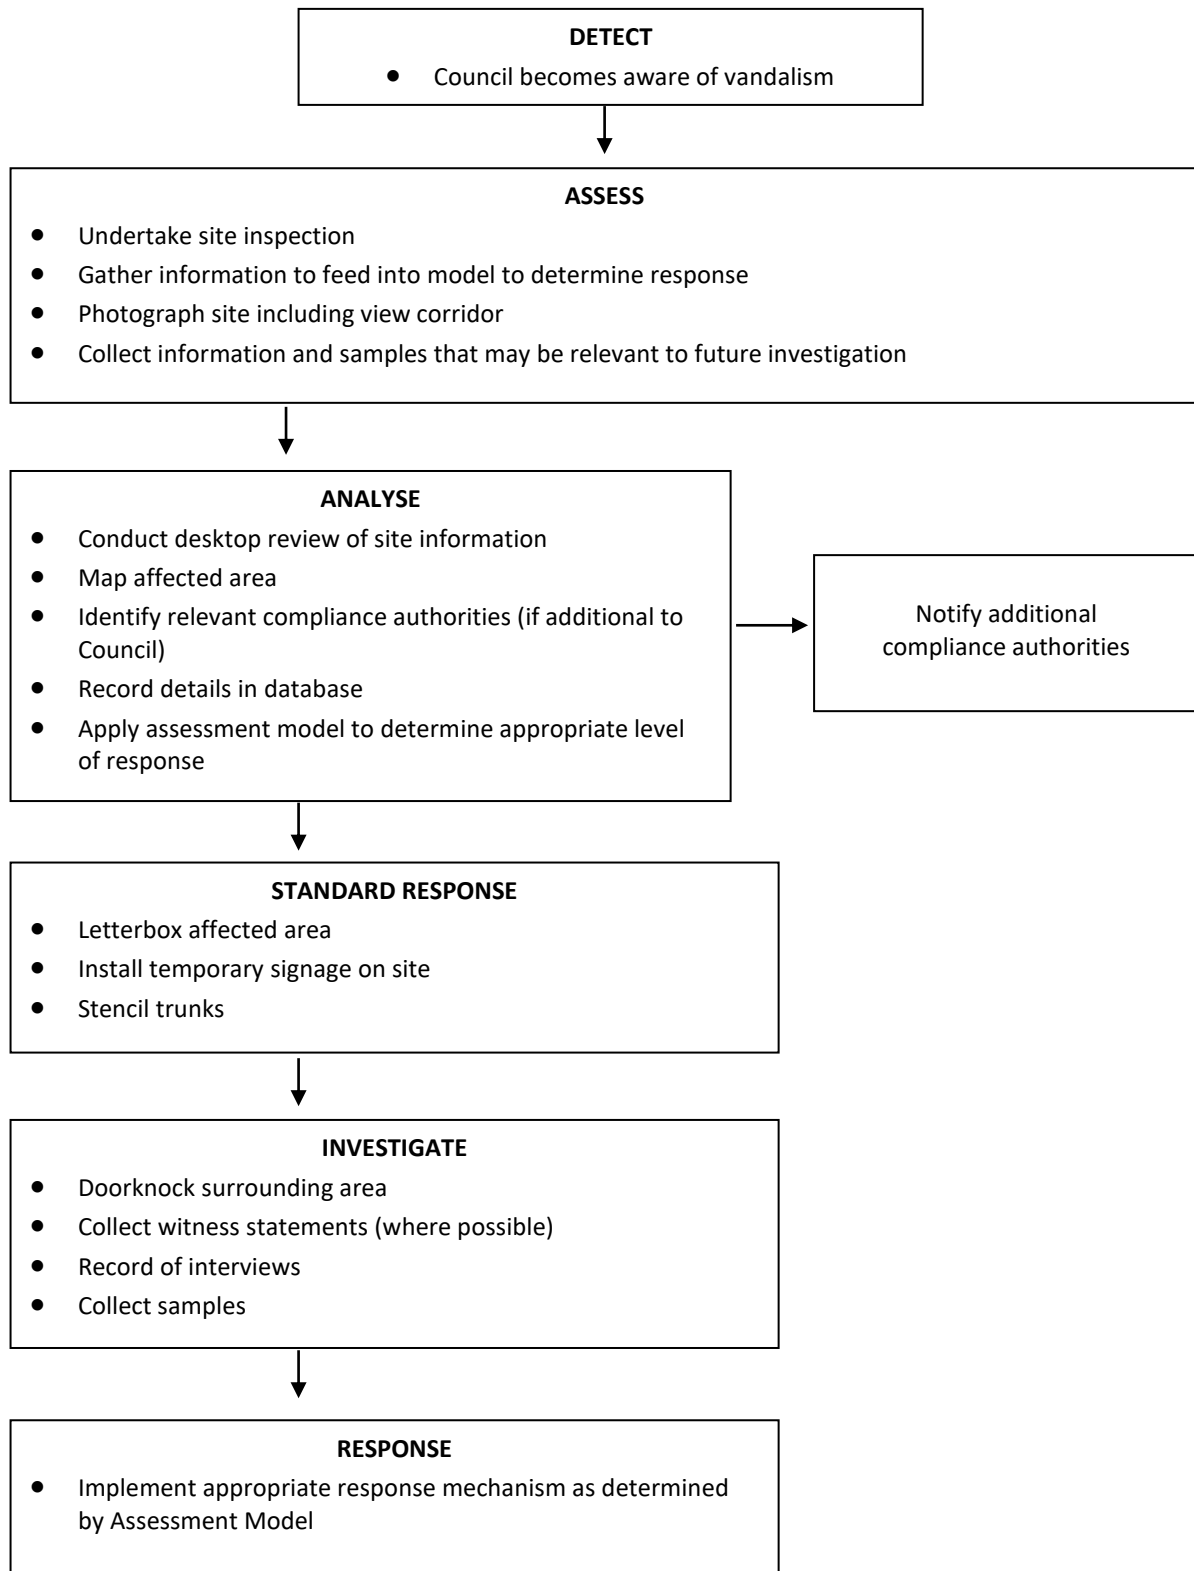 DETECT
● Council becomes aware of vandalism
ASSESS
● Undertake site inspection
● Gather information to feed into model to determine response
● Photograph site including view corridor
● Collect information and samples that may be relevant to future investigation
ANALYSE
● Conduct desktop review of site information
● Map affected area
● Identify relevant compliance authorities (if additional to
Council)
● Record details in database
● Apply assessment model to determine appropriate level
of response
Notify additional
compliance authorities
STANDARD RESPONSE
● Letterbox affected area
● Install temporary signage on site
● Stencil trunks
INVESTIGATE
● Doorknock surrounding area
● Collect witness statements (where possible)
● Record of interviews
● Collect samples
RESPONSE
● Implement appropriate response mechanism as determined
by Assessment Model